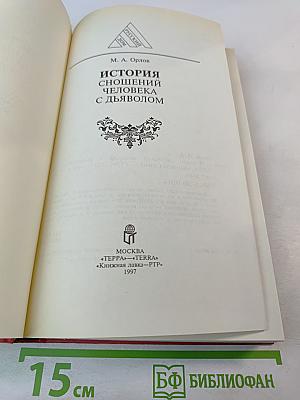 М. А. Орлов
ИСТОРИЯ
СНОШЕНИЙ
ЧЕЛОВЕКА
С ДЬЯВОЛОМ
МОСКВА
«ТЕРРА»—«TERRA»
«Книжная лавка—РТР»
1997
15 см
БФ БИБЛИОФАН